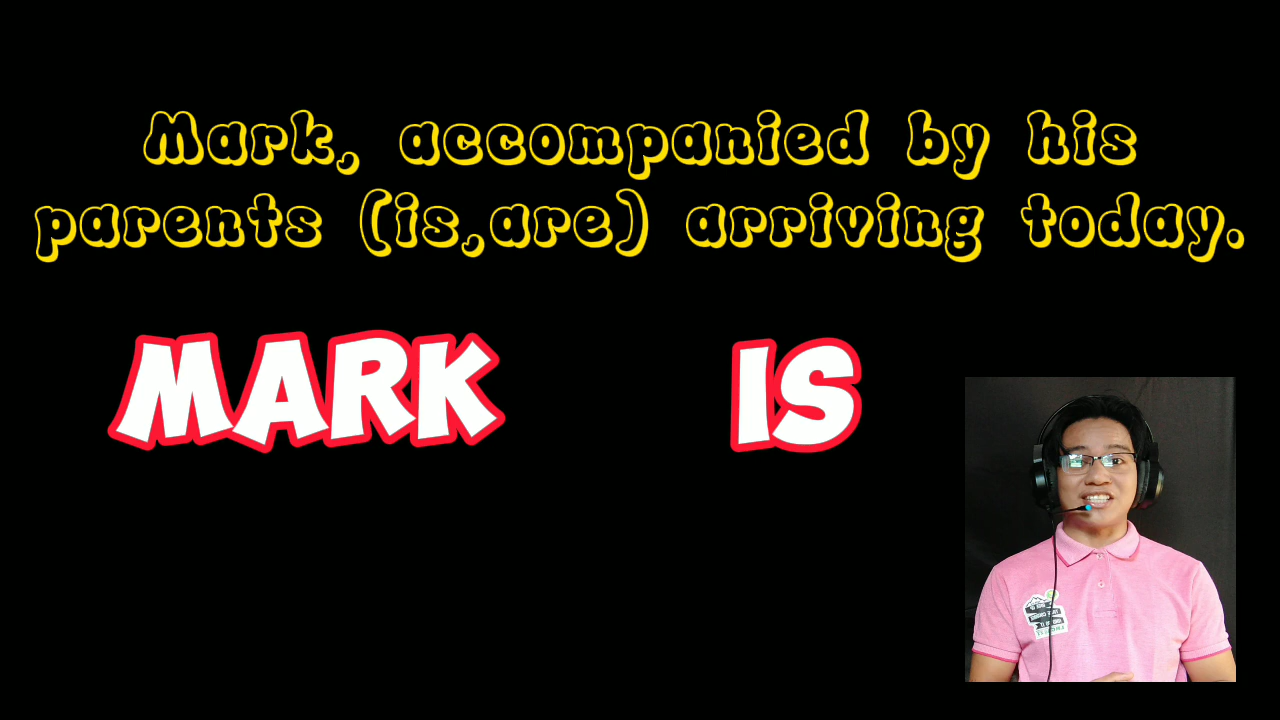 Mark, accompanied by his
parents (is,are) arriving today.
MARK IS